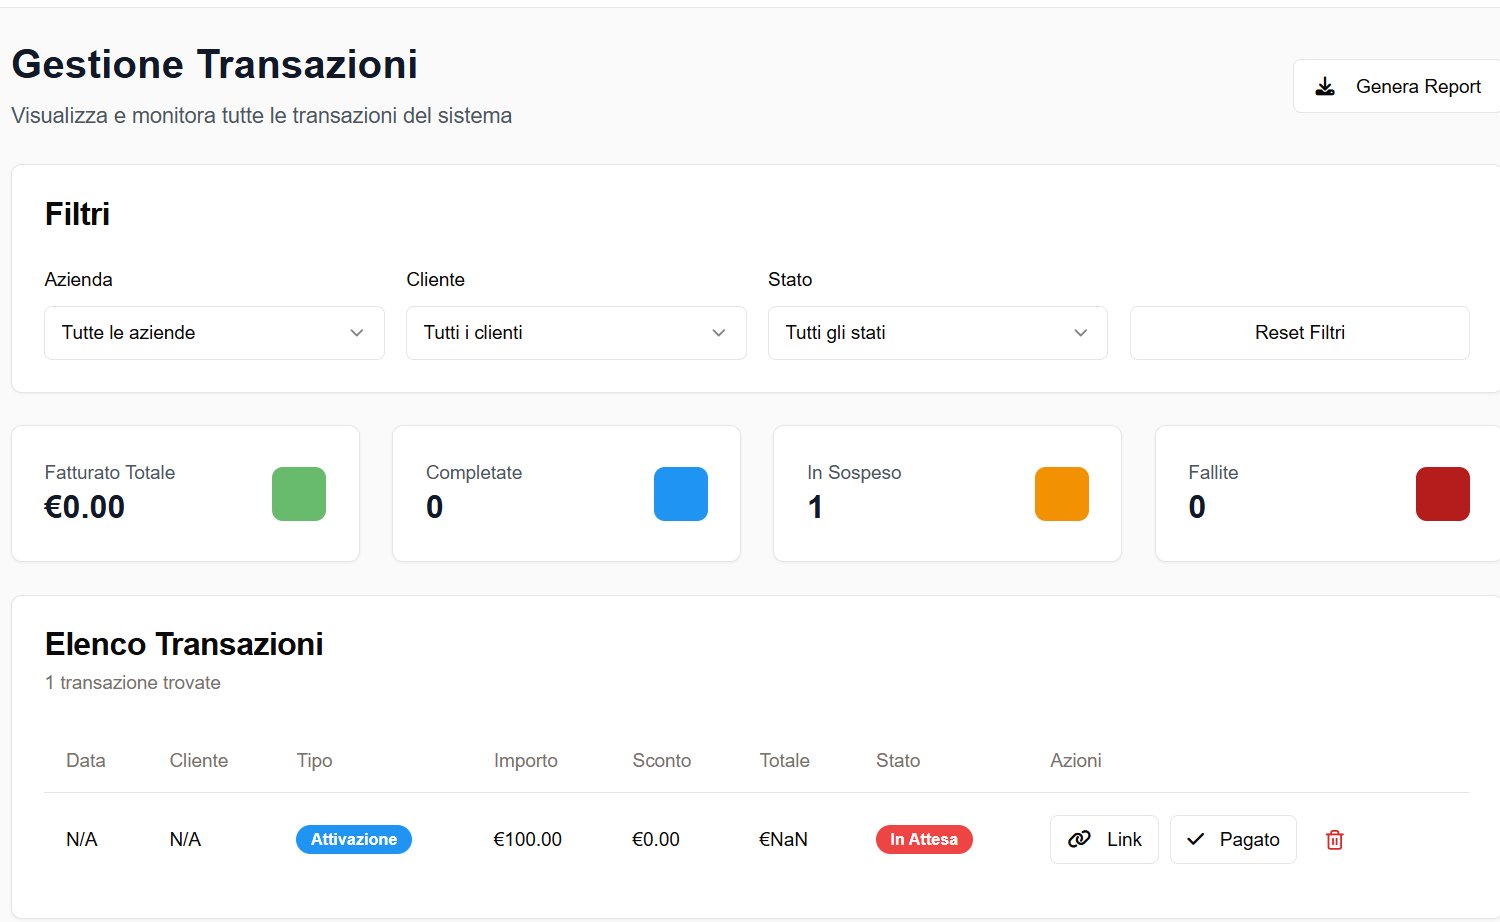 Gestione Transazioni
Visualizza e monitora tutte le transazioni del sistema
Genera Report
Filtri
Azienda
Cliente
Stato
Tutte le aziende
Tutti i clienti
Tutti gli stati
Reset Filtri
Fatturato Totale
€0.00
Completate
0
In Sospeso
1
Fallite
0
Elenco Transazioni
1 transazione trovate
Data Cliente Tipo Importo Sconto Totale Stato Azioni
N/A N/A Attivazione €100.00 €0.00 €NaN In Attesa Link Pagato